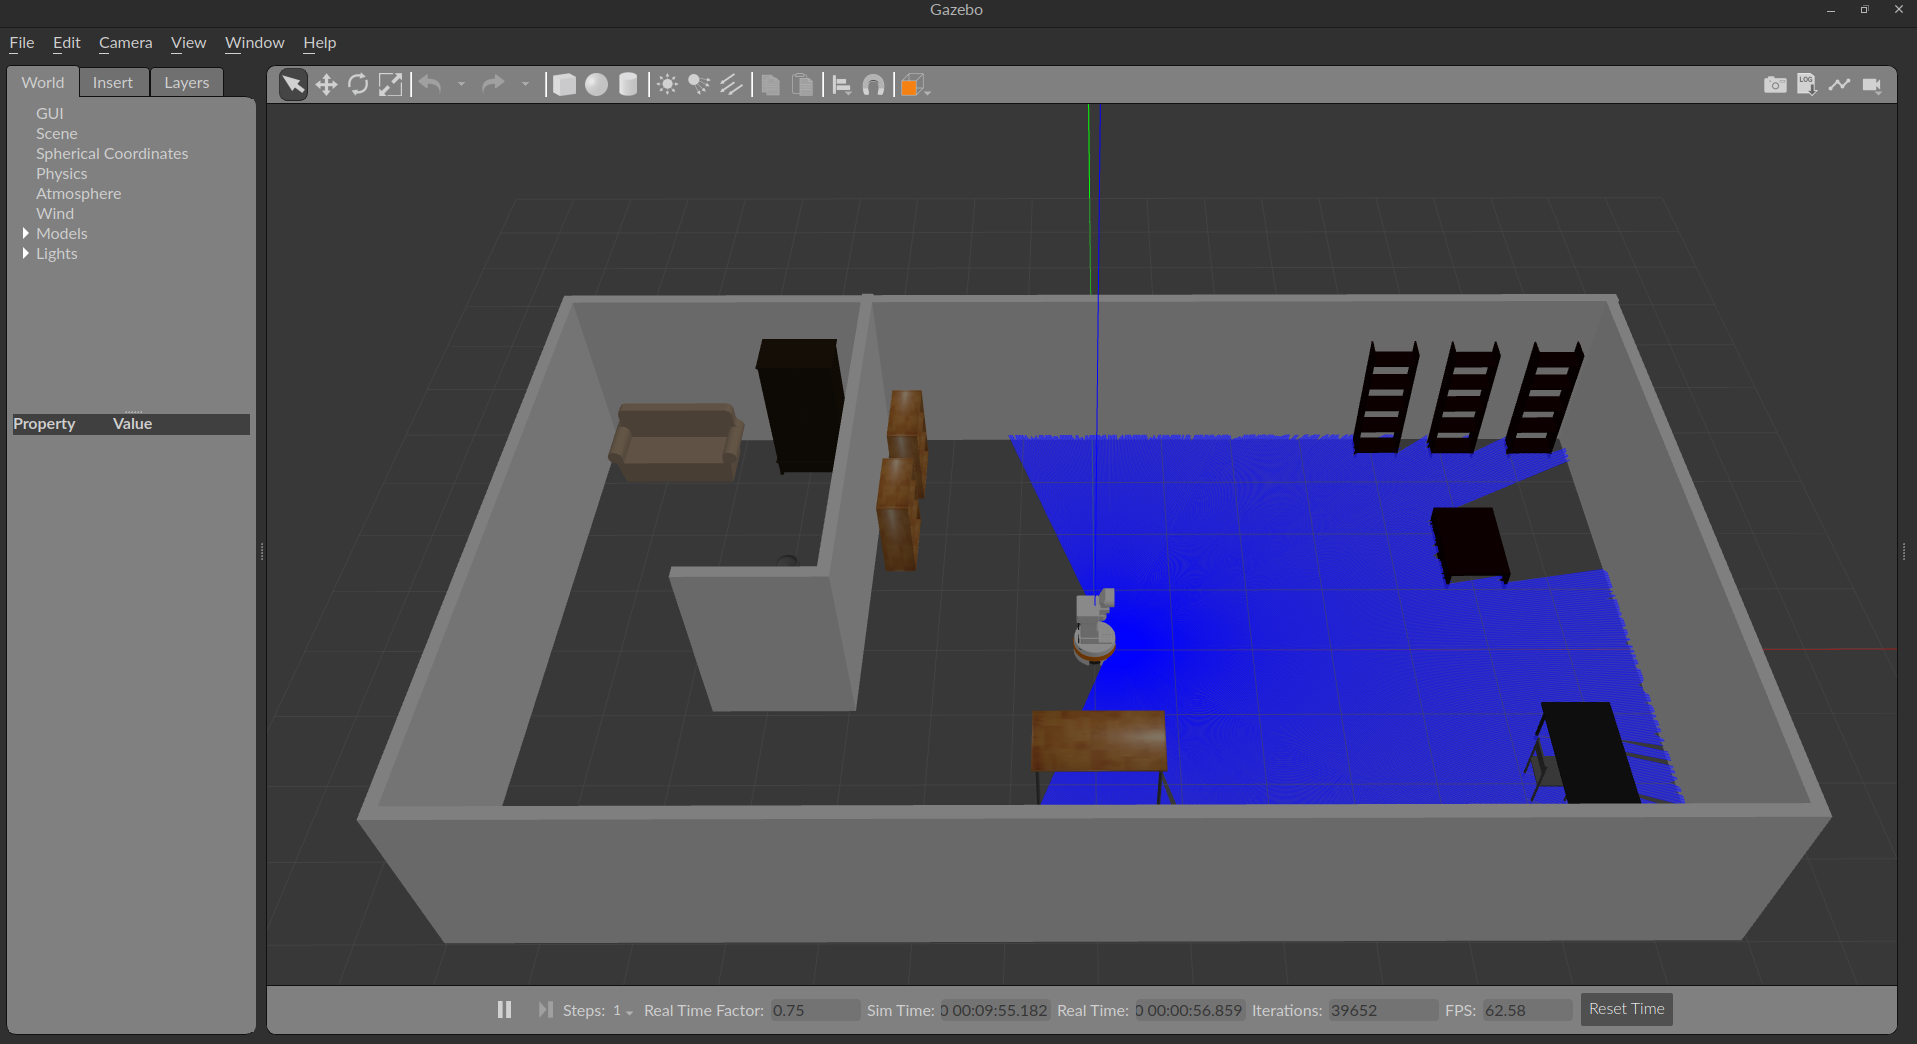 Gazebo
File Edit Camera View Window Help
World Insert Layers
GUI
Scene
Spherical Coordinates
Physics
Atmosphere
Wind
Models
Lights
Property Value
LOG
Steps: 1 Real Time Factor: 0.75 Sim Time: 0 00:09:55.182 Real Time: 0 00:00:56.859 Iterations: 39652 FPS: 62.58 Reset Time